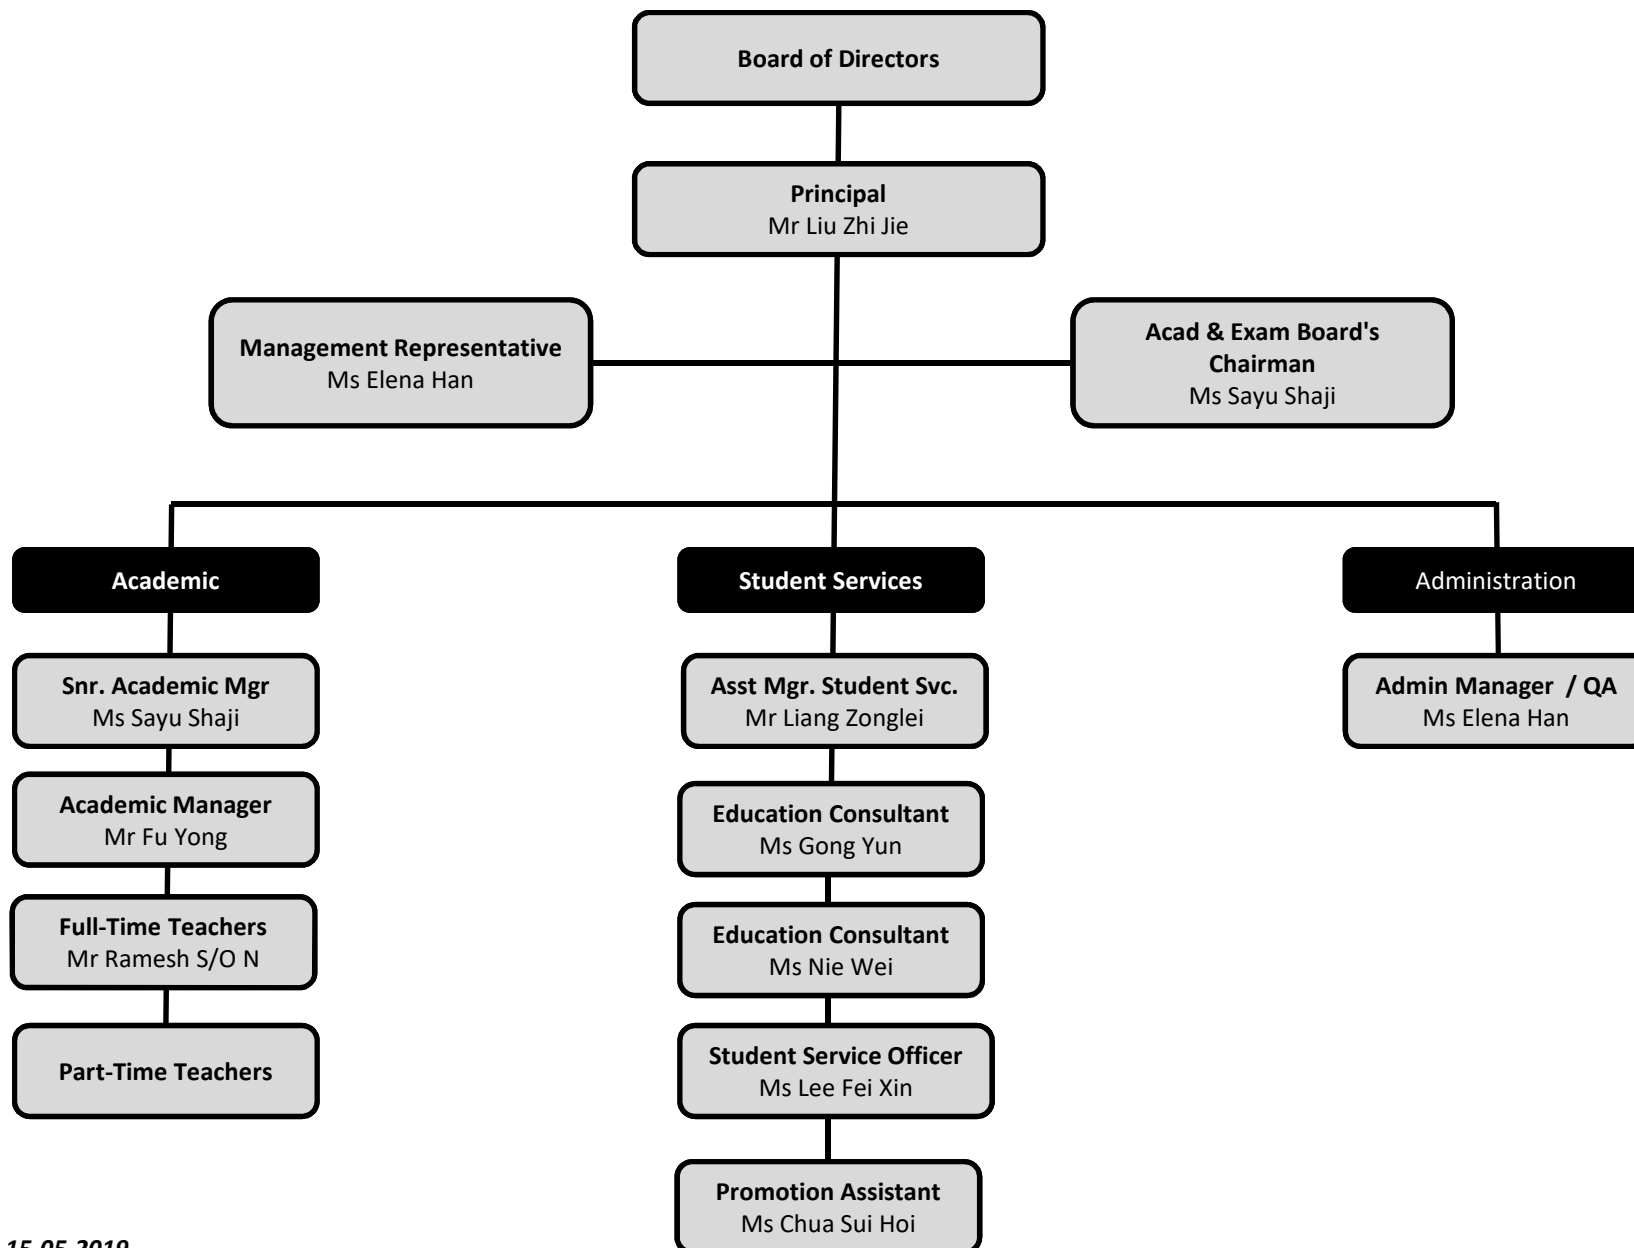 Board of Directors
Principal
Mr Liu Zhi Jie
Management Representative
Ms Elena Han
Acad & Exam Board's
Chairman
Ms Sayu Shaji
Academic
Snr. Academic Mgr
Ms Sayu Shaji
Academic Manager
Mr Fu Yong
Full-Time Teachers
Mr Ramesh S/O N
Part-Time Teachers
Student Services
Asst Mgr. Student Svc.
Mr Liang Zonglei
Education Consultant
Ms Gong Yun
Education Consultant
Ms Nie Wei
Student Service Officer
Ms Lee Fei Xin
Promotion Assistant
Ms Chua Sui Hoi
Administration
Admin Manager / QA
Ms Elena Han
15-05-2019